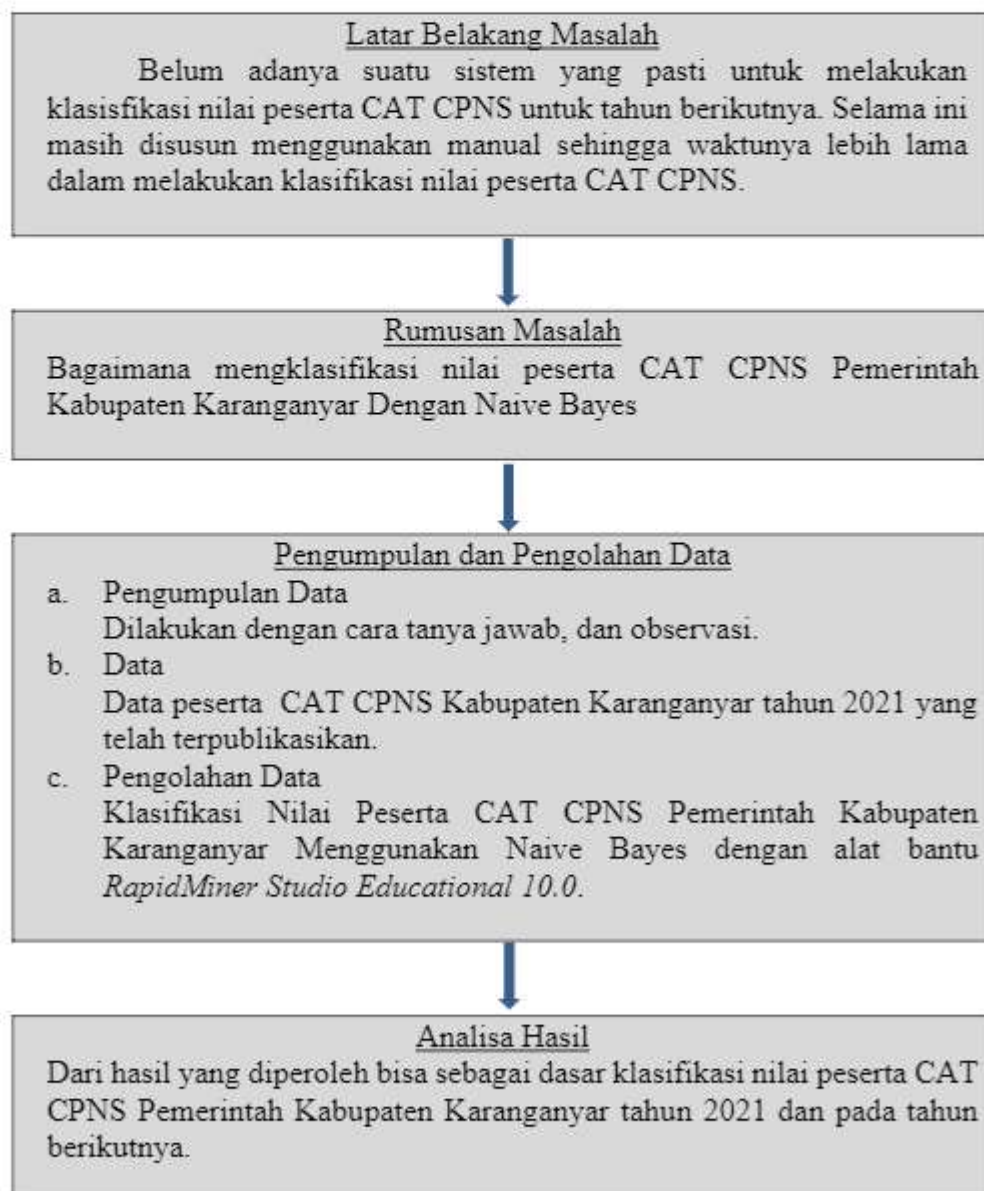 Latar Belakang Masalah
Belum adanya suatu sistem yang pasti untuk melakukan
klasisfikasi nilai peserta CAT CPNS untuk tahun berikutnya. Selama ini
masih disusun menggunakan manual sehingga waktunya lebih lama
dalam melakukan klasifikasi nilai peserta CAT CPNS.
Rumusan Masalah
Bagaimana mengklasifikasi nilai peserta CAT CPNS Pemerintah
Kabupaten Karanganyar Dengan Naive Bayes
Pengumpulan dan Pengolahan Data
a. Pengumpulan Data
Dilakukan dengan cara tanya jawab, dan observasi.
b. Data
Data peserta CAT CPNS Kabupaten Karanganyar tahun 2021 yang
telah terpublikasikan.
c. Pengolahan Data
Klasifikasi Nilai Peserta CAT CPNS Pemerintah Kabupaten
Karanganyar Menggunakan Naive Bayes dengan alat bantu
RapidMiner Studio Educational 10.0.
Analisa Hasil
Dari hasil yang diperoleh bisa sebagai dasar klasifikasi nilai peserta CAT
CPNS Pemerintah Kabupaten Karanganyar tahun 2021 dan pada tahun
berikutnya.